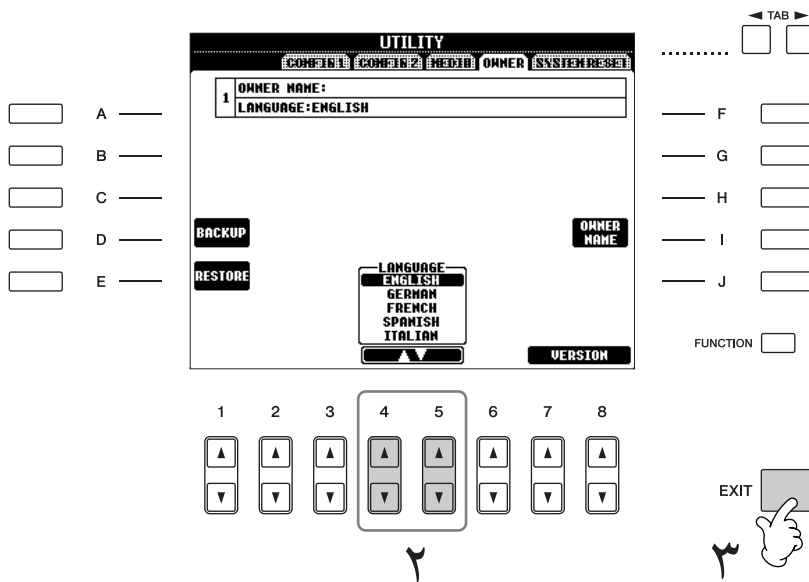 ◄ TAB ►
UTILITY
CONFIG 1 CONFIG 2 MEDIA OWNER SYSTEM RESET
1 OWNER NAME:
LANGUAGE:ENGLISH
A
F
B
G
C
H
D
I
E
J
BACKUP
OWNER
NAME
RESTORE
LANGUAGE
ENGLISH
GERMAN
FRENCH
SPANISH
ITALIAN
VERSION
FUNCTION
1 2 3 4 5 6 7 8
EXIT
٢
٣